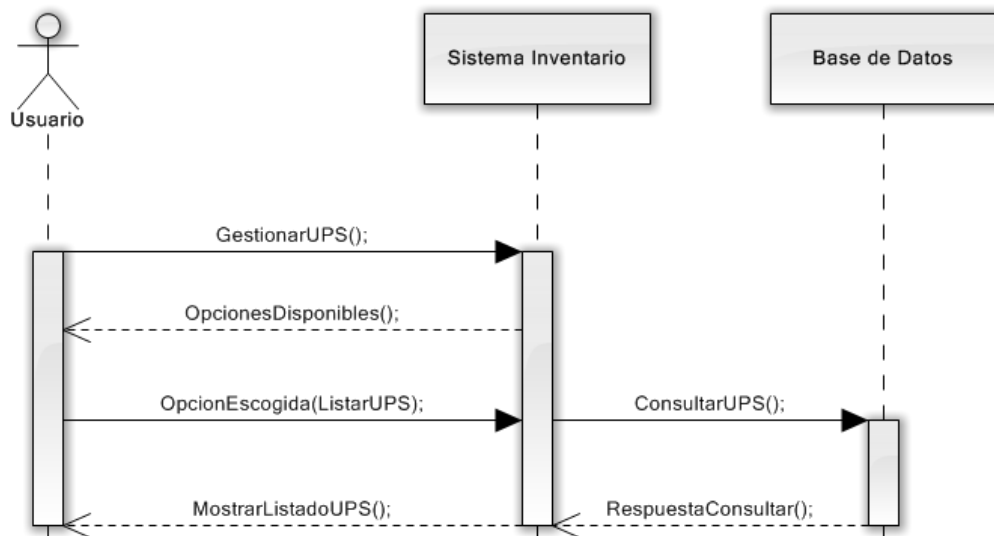 Usuario
Sistema Inventario
Base de Datos
GestionarUPS();
OpcionesDisponibles();
OpcionEscogida(ListarUPS);
ConsultarUPS();
MostrarListadoUPS();
RespuestaConsultar();